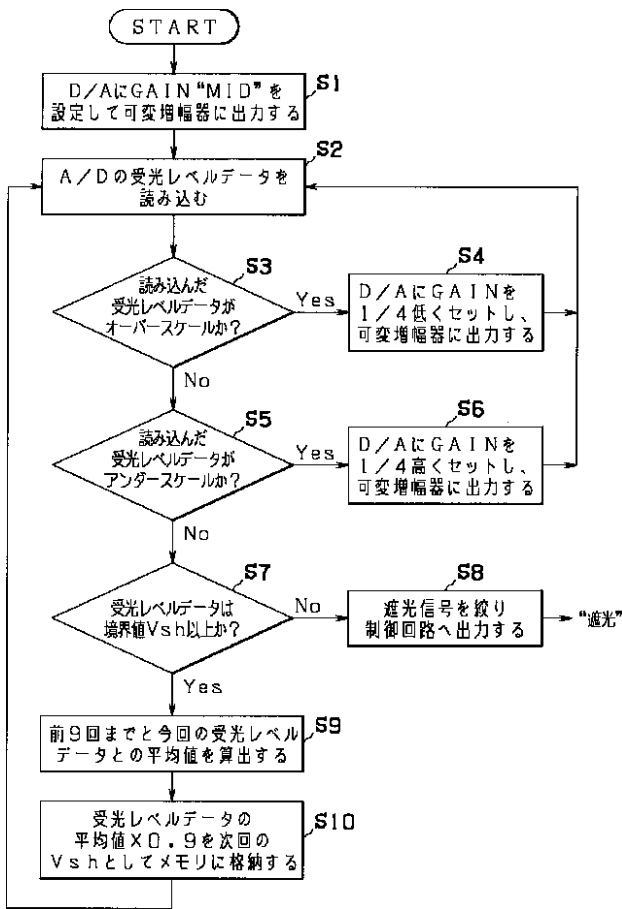 START
S1
D/AにGAIN“MID”を
設定して可変増幅器に出力する
S2
A/Dの受光レベルデータを
読み込む
S3
読み込んだ
受光レベルデータが
オーバースケールか?
Yes
S4
D/AにGAINを
1/4低くセットし、
可変増幅器に出力する
No
S5
読み込んだ
受光レベルデータが
アンダースケールか?
Yes
S6
D/AにGAINを
1/4高くセットし、
可変増幅器に出力する
No
S7
受光レベルデータは
境界値Vsh以上か?
No
S8
遮光信号を絞り
制御回路へ出力する
“遮光”
Yes
S9
前9回までと今回の受光レベル
データとの平均値を算出する
S10
受光レベルデータの
平均値×0.9を次回の
Vshとしてメモリに格納する